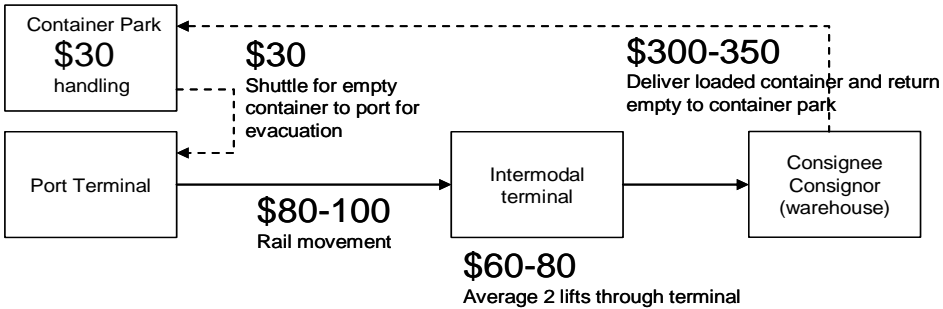 Container Park
$30
handling
$30
Shuttle for empty
container to port for
evacuation
$300-350
Deliver loaded container and return
empty to container park
Port Terminal
Intermodal
terminal
Consignee
Consignor
(warehouse)
$80-100
Rail movement
$60-80
Average 2 lifts through terminal